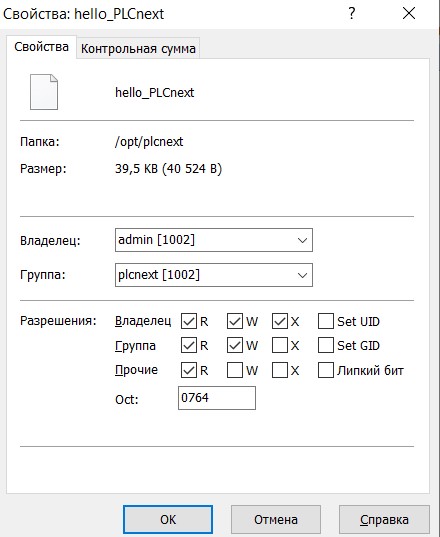 Свойства: hello_PLCnext ? ×
Свойства Контрольная сумма
hello_PLCnext
Папка: /opt/plcnext
Размер: 39,5 KB (40 524 B)
Владелец: admin [1002]
Группа: plcnext [1002]
Разрешения: Владелец R W X Set UID
Группа R W X Set GID
Прочие R W X Липкий бит
Oct: 0764
OK Отмена Справка